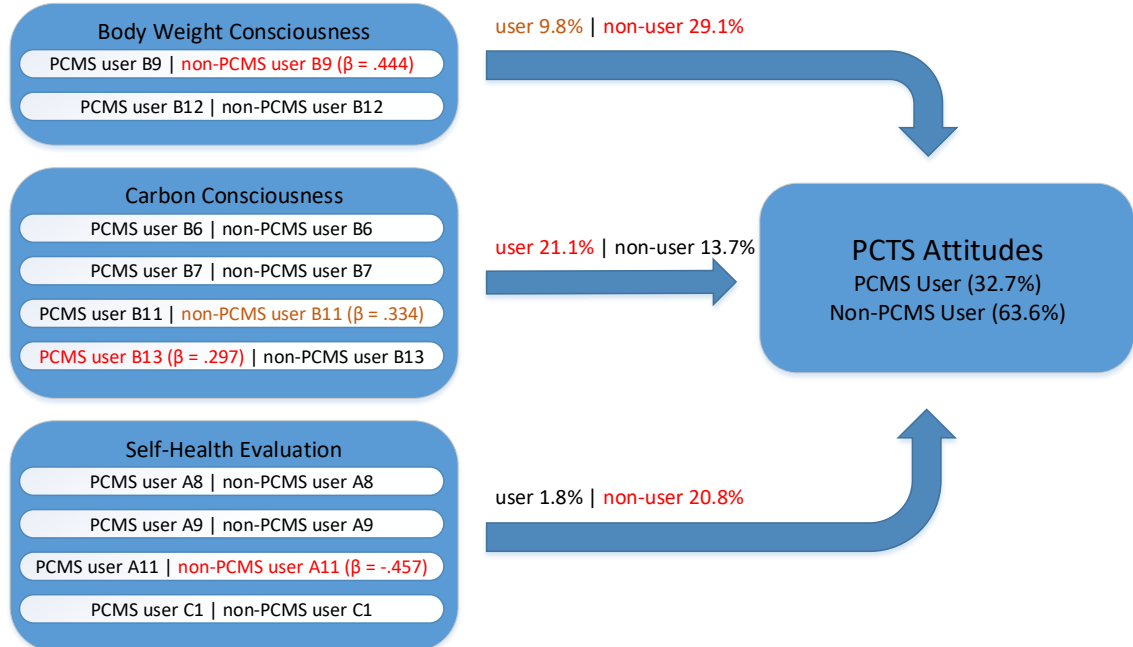 Body Weight Consciousness
PCMS user B9 | non-PCMS user B9 (β = .444)
PCMS user B12 | non-PCMS user B12
user 9.8% | non-user 29.1%
Carbon Consciousness
PCMS user B6 | non-PCMS user B6
PCMS user B7 | non-PCMS user B7
PCMS user B11 | non-PCMS user B11 (β = .334)
PCMS user B13 (β = .297) | non-PCMS user B13
user 21.1% | non-user 13.7%
PCTS Attitudes
PCMS User (32.7%)
Non-PCMS User (63.6%)
Self-Health Evaluation
PCMS user A8 | non-PCMS user A8
PCMS user A9 | non-PCMS user A9
PCMS user A11 | non-PCMS user A11 (β = -.457)
PCMS user C1 | non-PCMS user C1
user 1.8% | non-user 20.8%